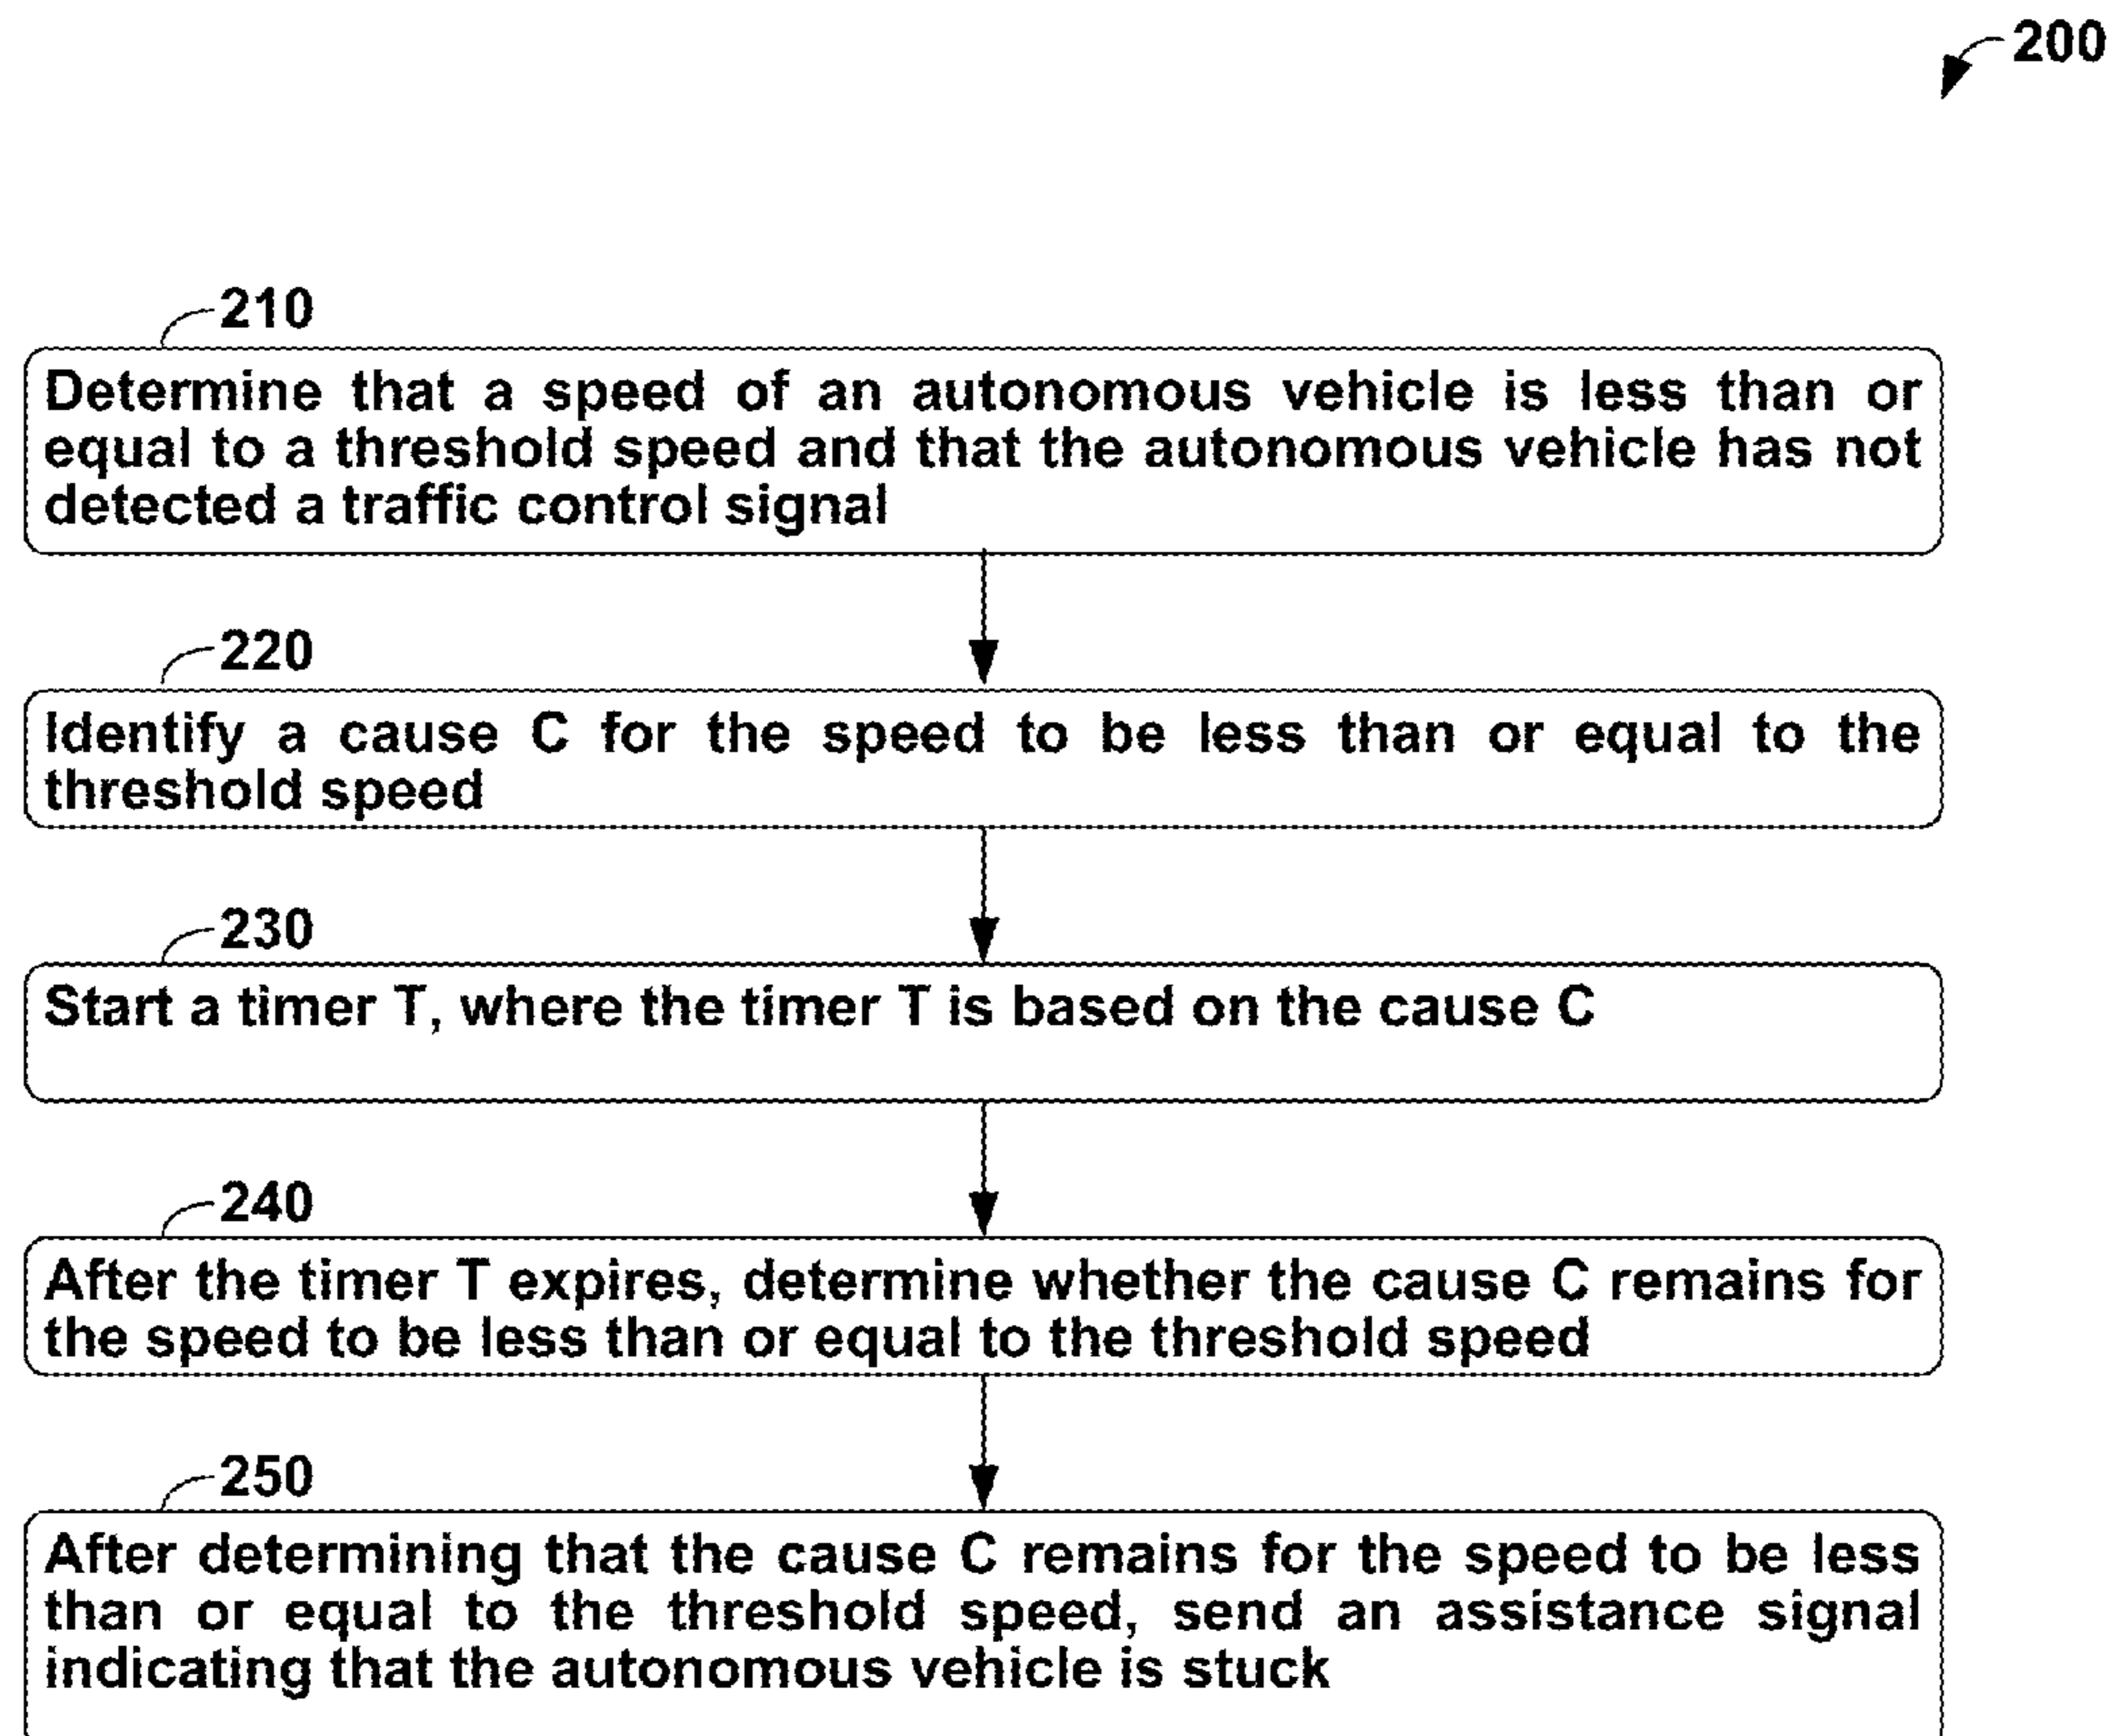 200
210
Determine that a speed of an autonomous vehicle is less than or
equal to a threshold speed and that the autonomous vehicle has not
detected a traffic control signal
220
Identify a cause C for the speed to be less than or equal to the
threshold speed
230
Start a timer T, where the timer T is based on the cause C
240
After the timer T expires, determine whether the cause C remains for
the speed to be less than or equal to the threshold speed
250
After determining that the cause C remains for the speed to be less
than or equal to the threshold speed, send an assistance signal
indicating that the autonomous vehicle is stuck